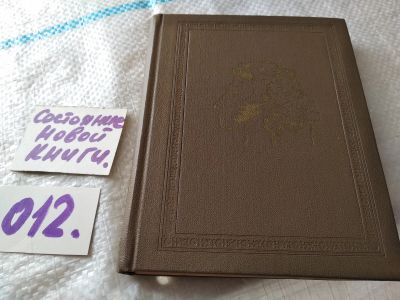 Состояние
новой
книги.
012.